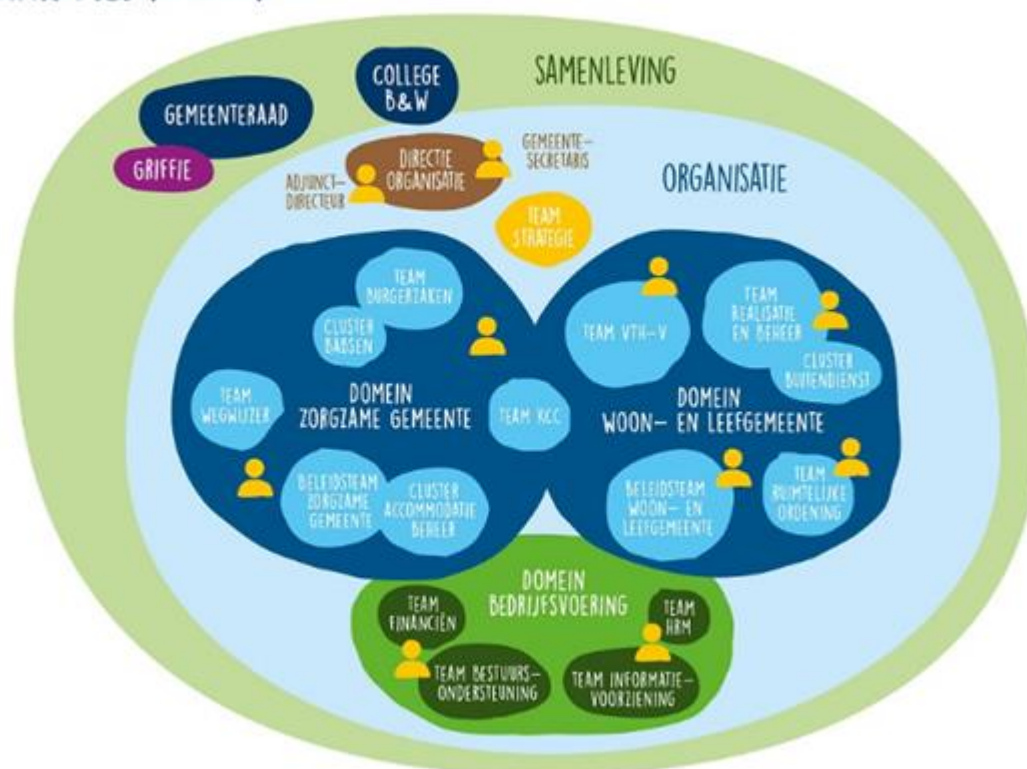 SAMENLEVING
COLLEGE
B&W
GEMEENTERAAD
GRIFFIE
DIRECTIE
ORGANISATIE
GEMEENTE-
SECRETARIS
ADJUNCT-
DIRECTEUR
ORGANISATIE
TEAM
STRATEGIE
TEAM
BURGERZAKEN
CLUSTER
BABSEN
TEAM
WEGWIJZER
DOMEIN
ZORGZAME GEMEENTE
BELEIDSTEAM
ZORGZAME
GEMEENTE
CLUSTER
ACCOMMODATIE
BEHEER
TEAM KCC
TEAM VTH-V
TEAM
REALISATIE
EN BEHEER
CLUSTER
BUITENDIENST
DOMEIN
WOON- EN LEEFGEMEENTE
BELEIDSTEAM
WOON- EN
LEEFGEMEENTE
TEAM
RUIMTELIJKE
ORDENING
DOMEIN
BEDRIJFSVOERING
TEAM
FINANCIËN
TEAM
HRM
TEAM BESTUURS-
ONDERSTEUNING
TEAM INFORMATIE-
VOORZIENING